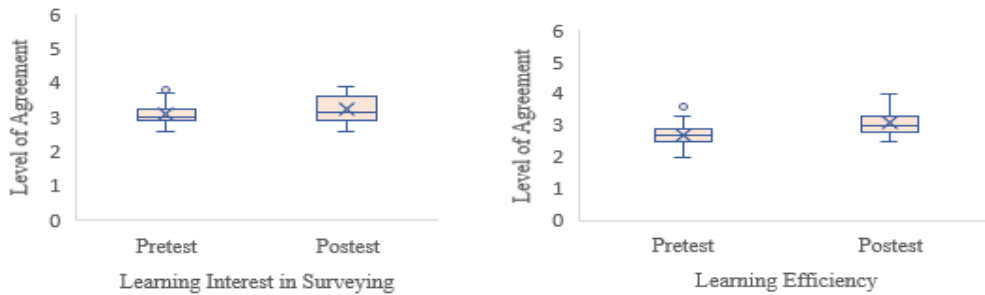 6
5
4
3
2
1
0
Level of Agreement
Pretest
Postest
Learning Interest in Surveying
6
5
4
3
2
1
0
Level of Agreement
Pretest
Postest
Learning Efficiency